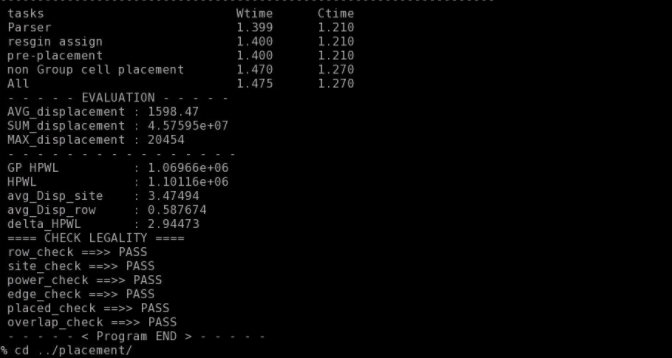 tasks Wtime Ctime
Parser 1.399 1.210
resgin assign 1.400 1.210
pre-placement 1.400 1.210
non Group cell placement 1.470 1.270
All 1.475 1.270
- - - - - EVALUATION - - - - -
AVG_displacement : 1598.47
SUM_displacement : 4.57595e+07
MAX_displacement : 20454
- - - - - - - - - - - - - - - -
GP HPWL : 1.06966e+06
HPWL : 1.10116e+06
avg_Disp_site : 3.47494
avg_Disp_row : 0.587674
delta_HPWL : 2.94473
==== CHECK LEGALITY ====
row_check ==>> PASS
site_check ==>> PASS
power_check ==>> PASS
edge_check ==>> PASS
placed_check ==>> PASS
overlap_check ==>> PASS
- - - - - < Program END > - - - - -
% cd ../placement/